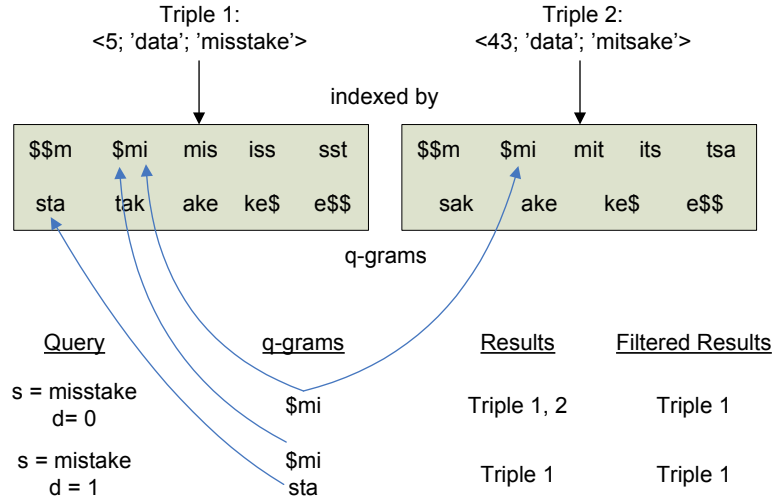 Triple 1:
<5; ’data’; ’misstake’>
Triple 2:
<43; ’data’; ’mitsake’>
indexed by
$$m $mi mis iss sst
sta tak ake ke$ e$$
$$m $mi mit its tsa
sak ake ke$ e$$
q-grams
Query q-grams Results Filtered Results
s = misstake
d= 0
$mi
Triple 1, 2
Triple 1
s = mistake
d = 1
$mi
sta
Triple 1
Triple 1